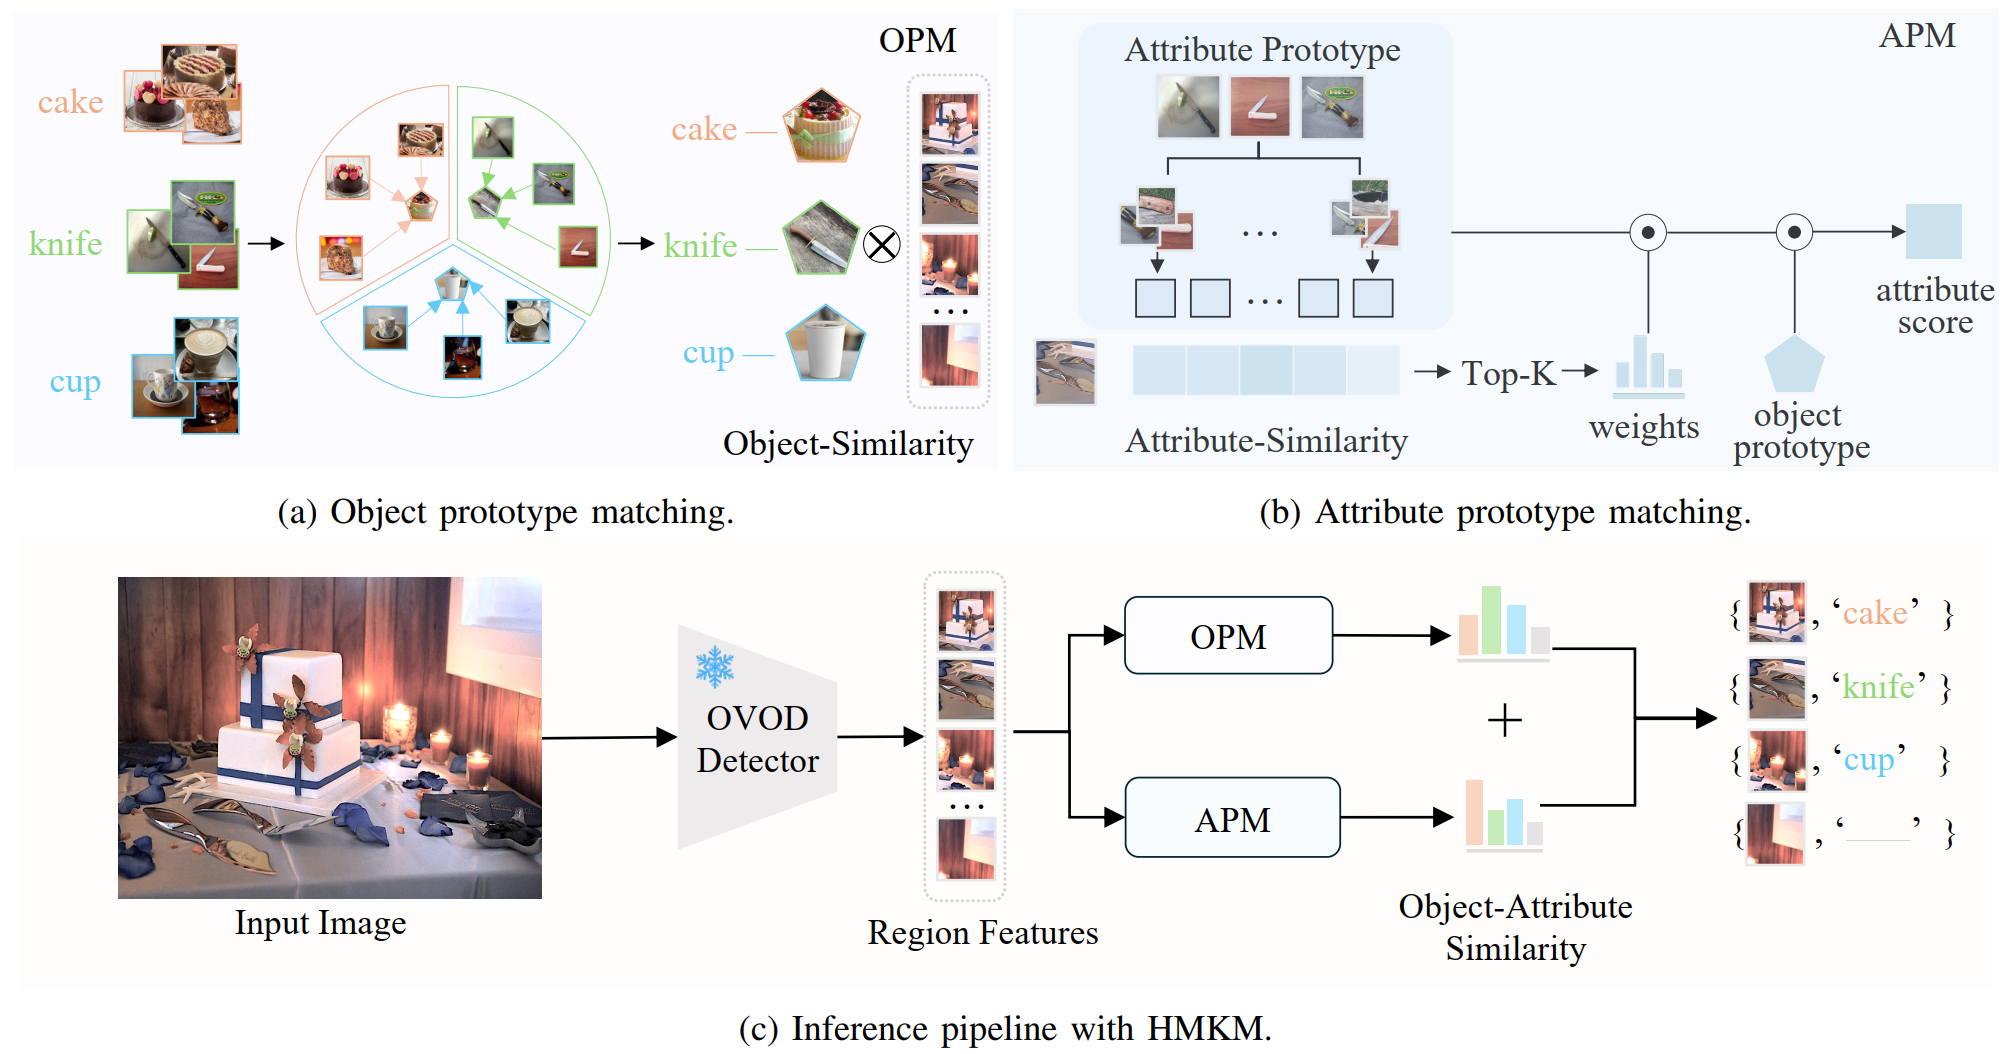 OPM
cake
knife
cup
cake
knife
cup
...
Object-Similarity
(a) Object prototype matching.
APM
Attribute Prototype
...
...
Attribute-Similarity
Top-K
weights
object
prototype
attribute
score
(b) Attribute prototype matching.
Input Image
OVOD
Detector
...
Region Features
OPM
APM
+
Object-Attribute
Similarity
{ , ‘cake’ }
{ , ‘knife’ }
{ , ‘cup’ }
{ , ‘____’ }
(c) Inference pipeline with HMKM.